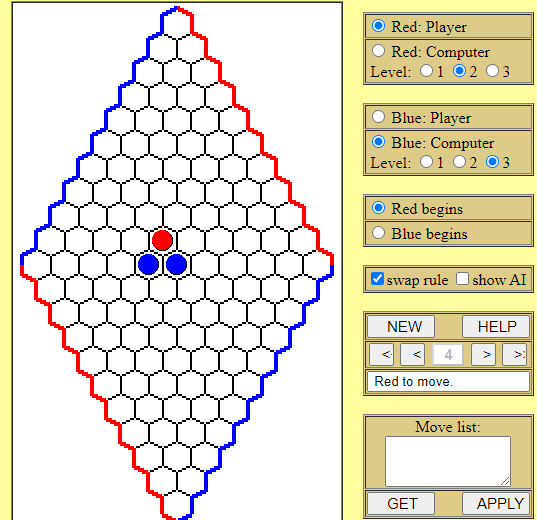 Red: Player
Red: Computer
Level: 1 2 3
Blue: Player
Blue: Computer
Level: 1 2 3
Red begins
Blue begins
swap rule show AI
NEW HELP
< < 4 > >
Red to move.
Move list:
GET APPLY